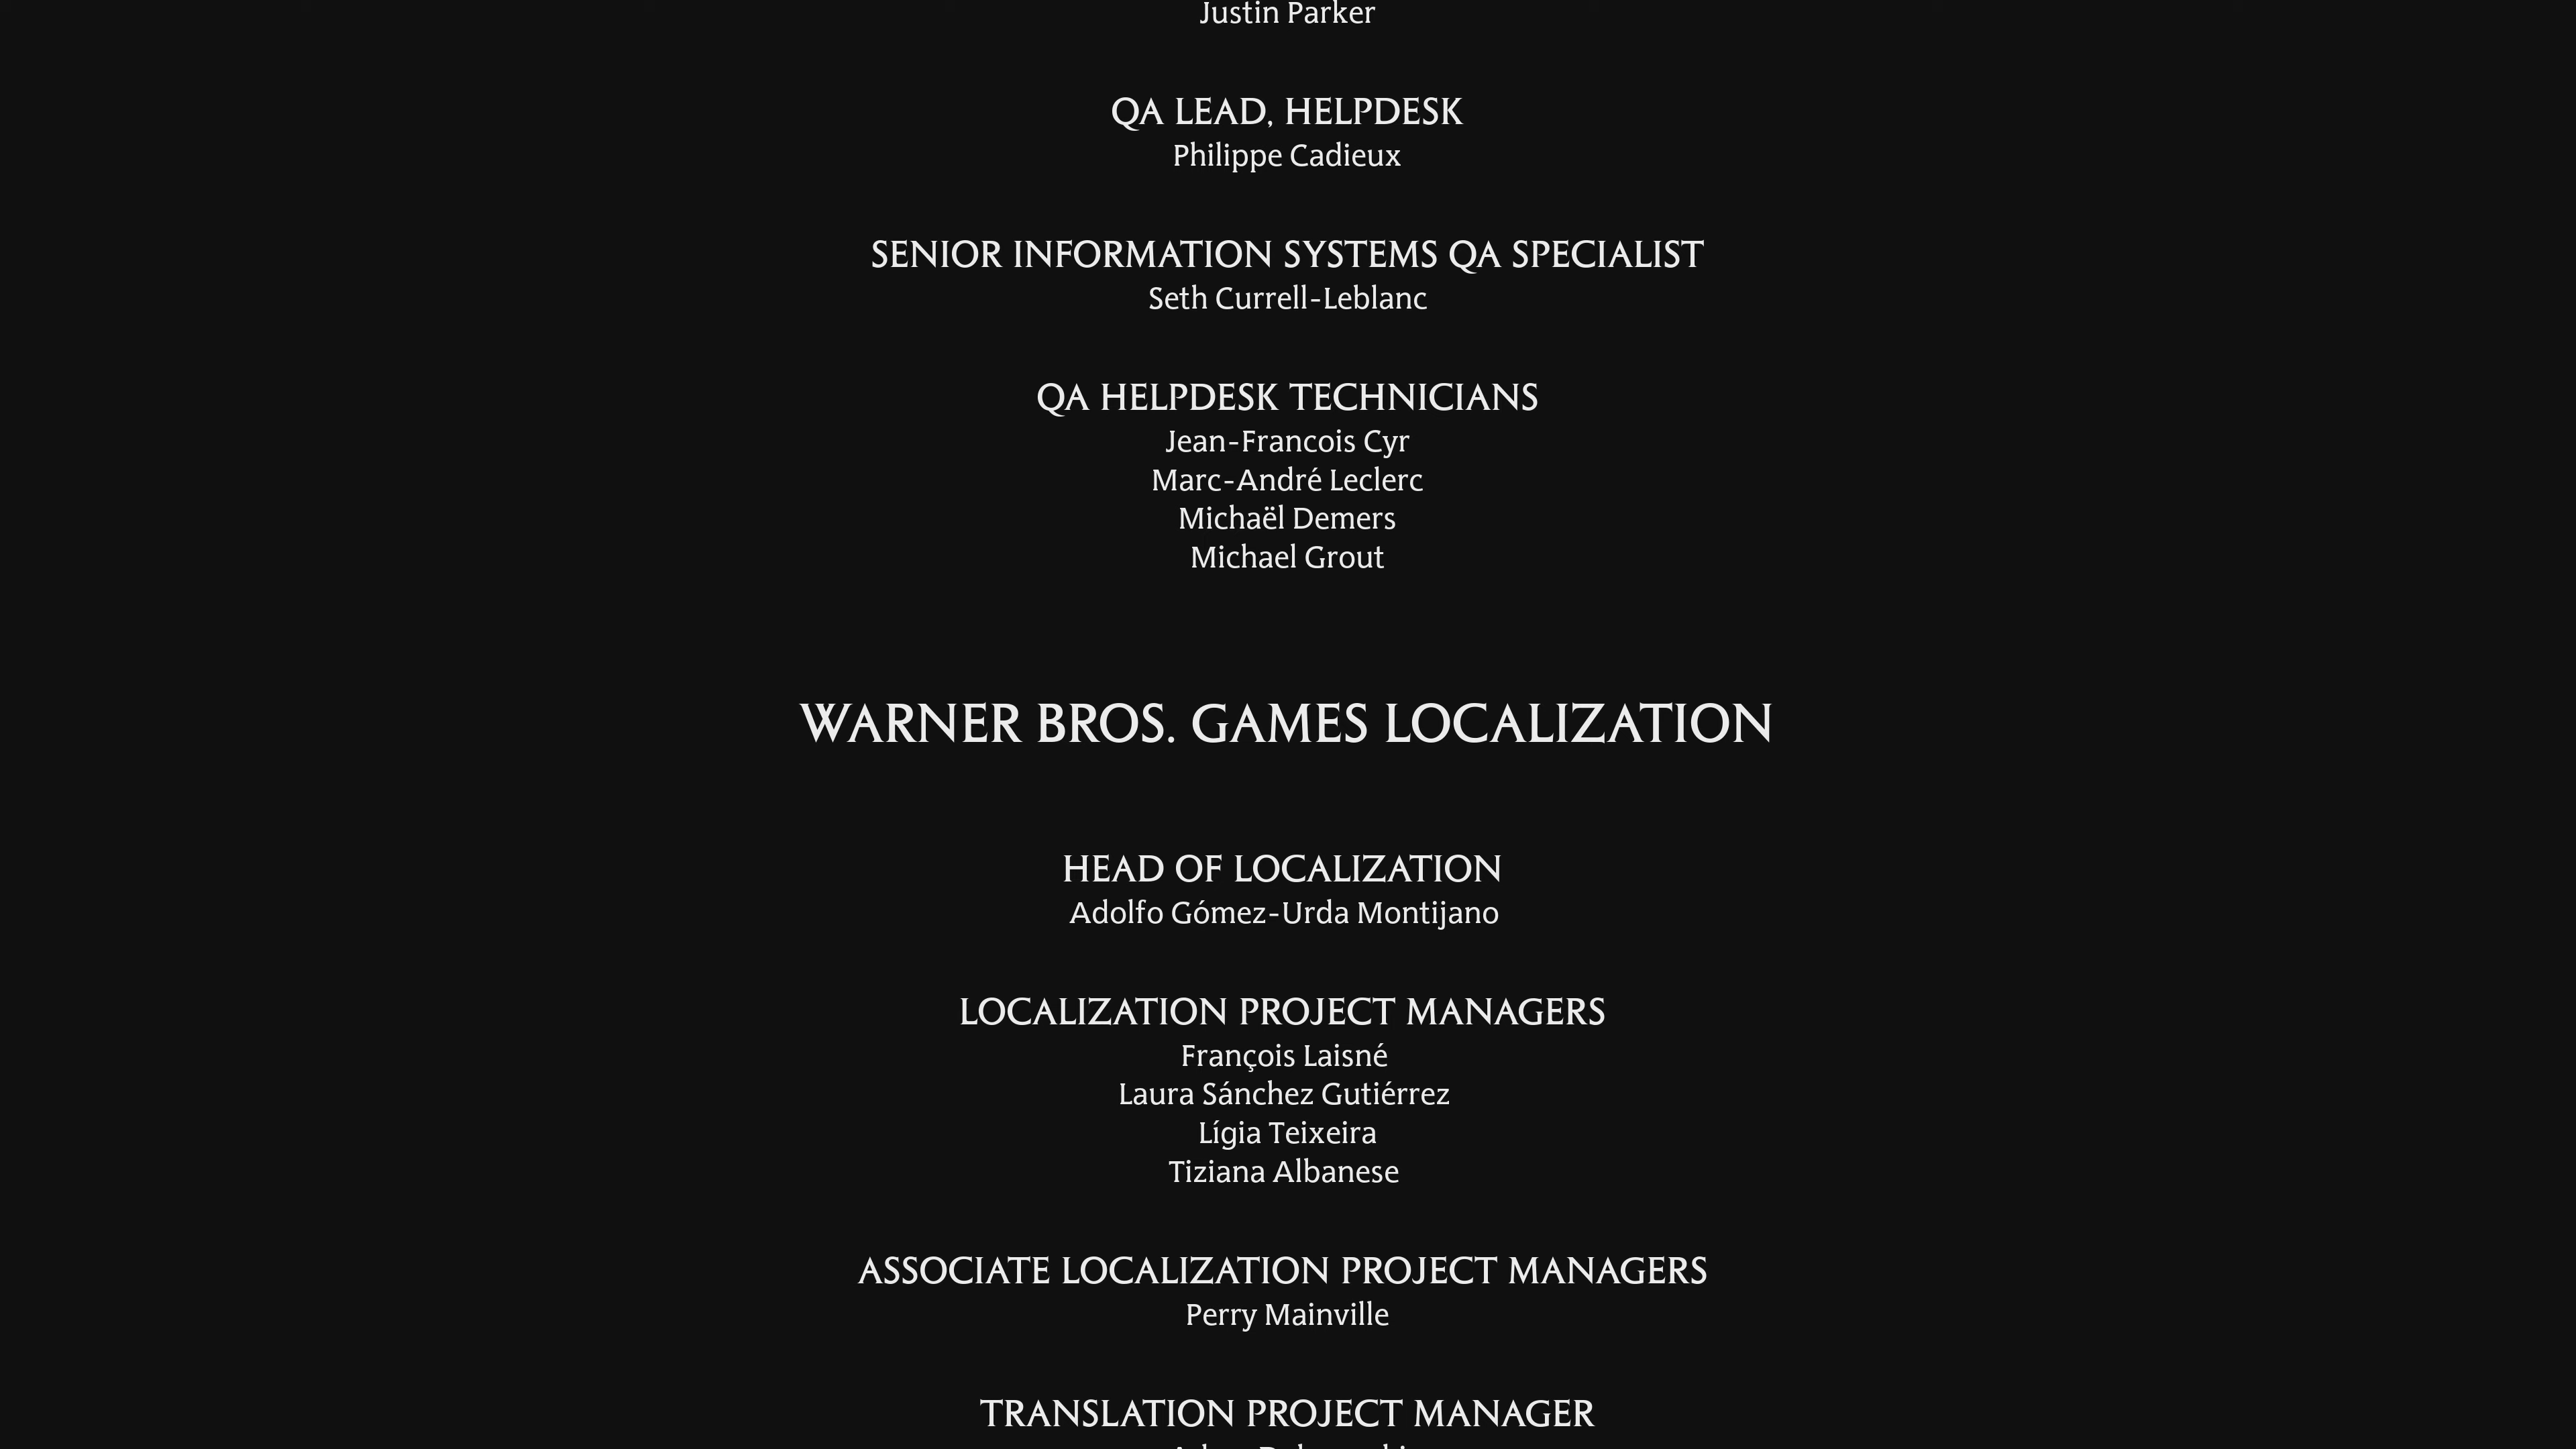 Justin Parker
QA LEAD, HELPDESK
Philippe Cadieux
SENIOR INFORMATION SYSTEMS QA SPECIALIST
Seth Currell-Leblanc
QA HELPDESK TECHNICIANS
Jean-Francois Cyr
Marc-André Leclerc
Michaël Demers
Michael Grout
WARNER BROS. GAMES LOCALIZATION
HEAD OF LOCALIZATION
Adolfo Gómez-Urda Montijano
LOCALIZATION PROJECT MANAGERS
François Laisné
Laura Sánchez Gutiérrez
Lígia Teixeira
Tiziana Albanese
ASSOCIATE LOCALIZATION PROJECT MANAGERS
Perry Mainville
TRANSLATION PROJECT MANAGER